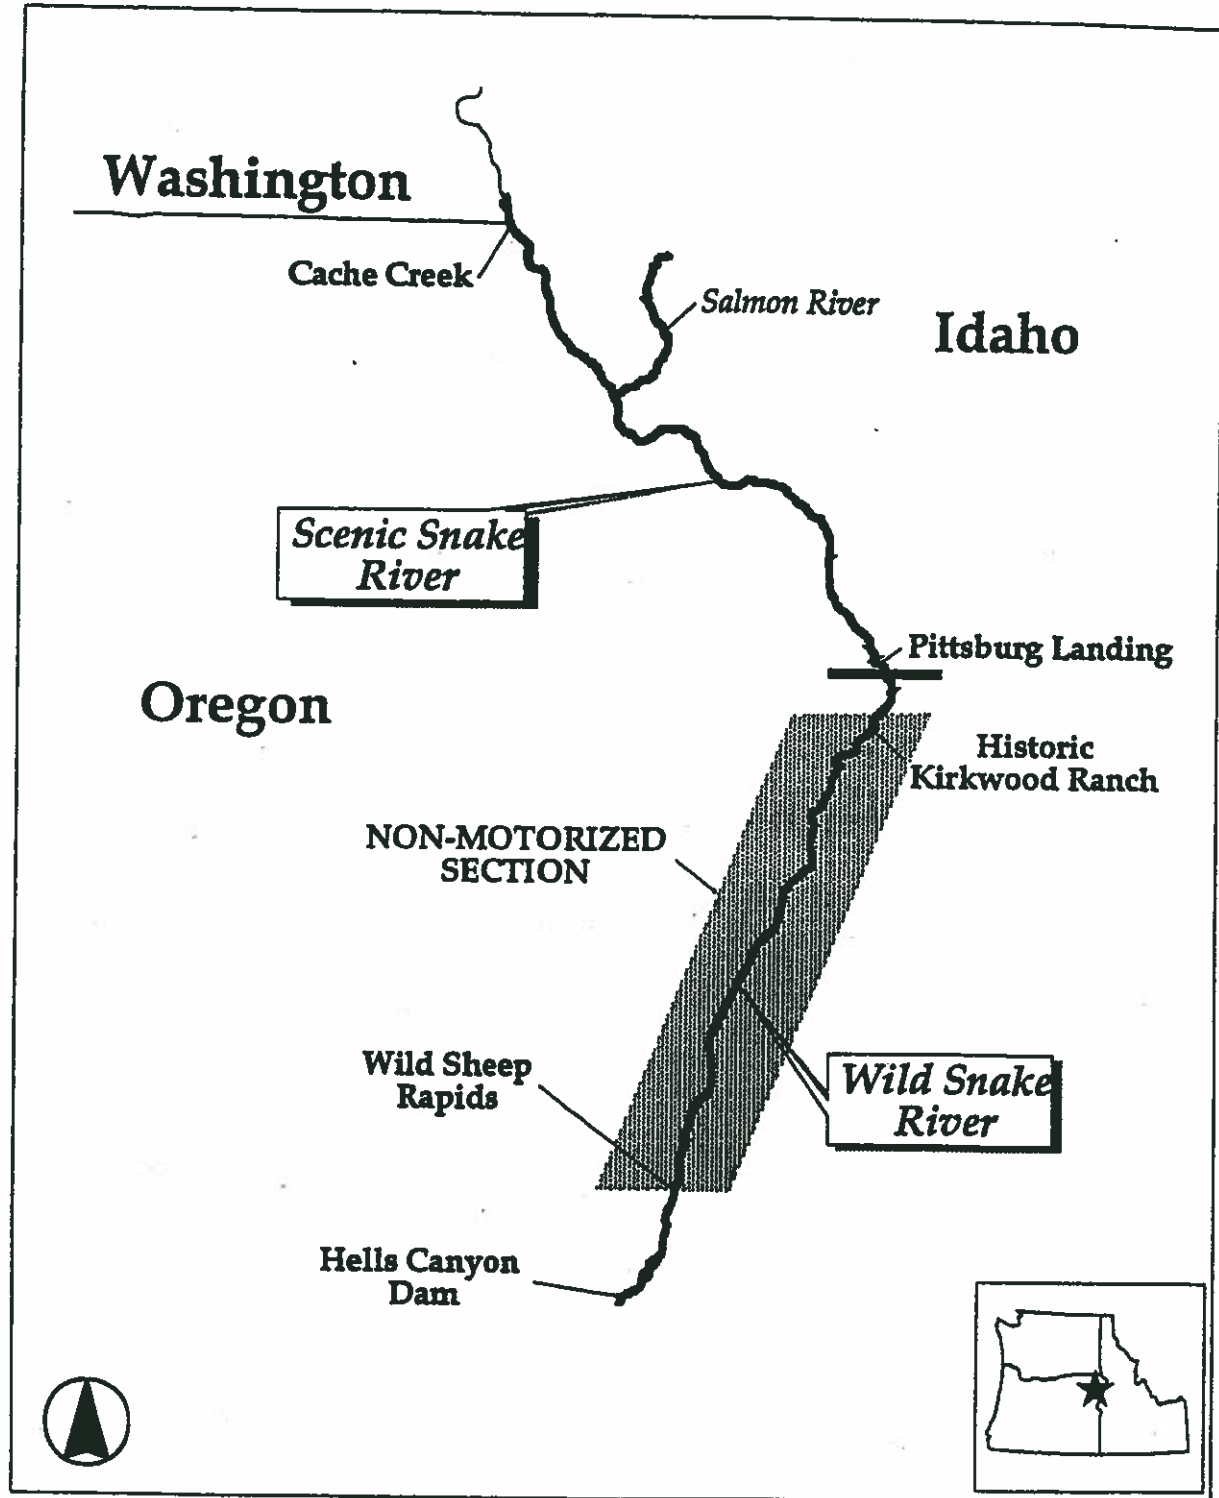 Washington
Cache Creek
Salmon River
Idaho
Scenic Snake
River
Pittsburg Landing
Oregon
Historic
Kirkwood Ranch
NON-MOTORIZED
SECTION
Wild Sheep
Rapids
Wild Snake
River
Hells Canyon
Dam